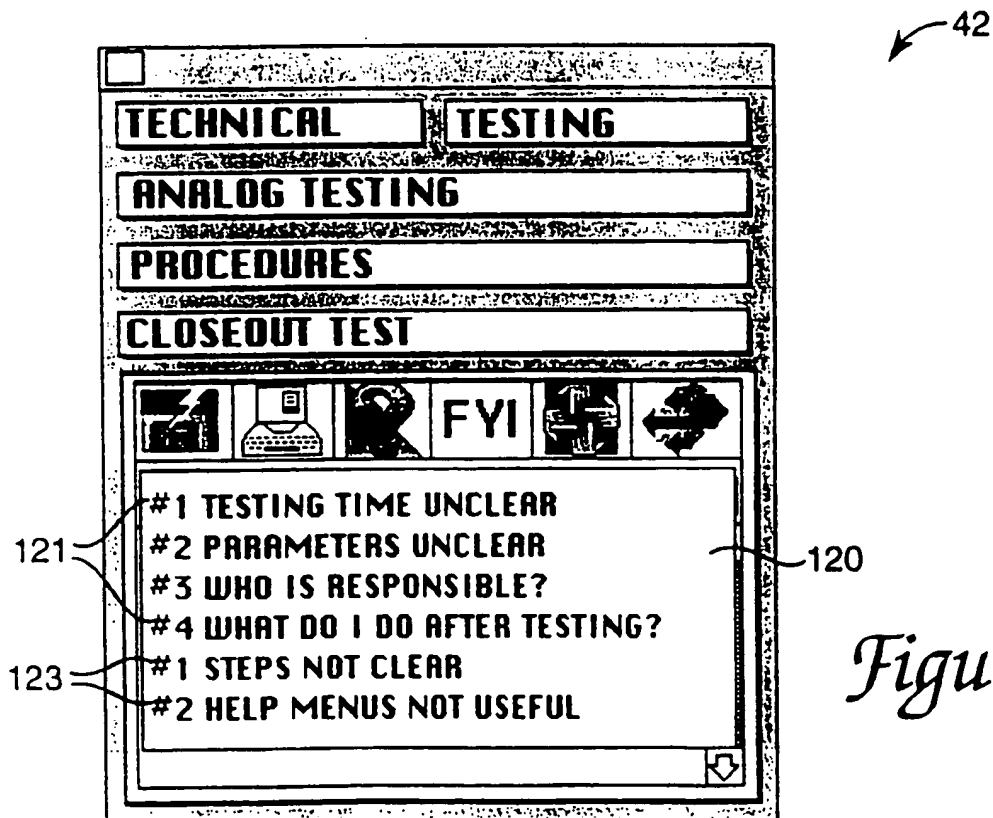 42
TECHNICAL TESTING
ANALOG TESTING
PROCEDURES
CLOSEOUT TEST
FYI
#1 TESTING TIME UNCLEAR
#2 PARAMETERS UNCLEAR
121
120
#3 WHO IS RESPONSIBLE?
#4 WHAT DO I DO AFTER TESTING?
123
#1 STEPS NOT CLEAR
#2 HELP MENUS NOT USEFUL
Figu